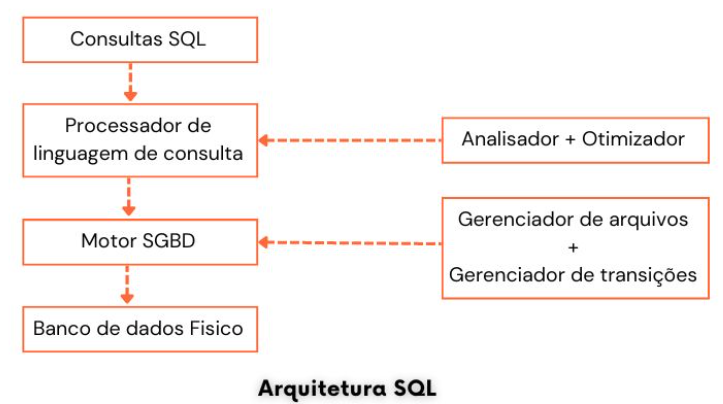 Consultas SQL
Processador de
linguagem de consulta
Analisador + Otimizador
Motor SGBD
Gerenciador de arquivos
+
Gerenciador de transições
Banco de dados Fisico
Arquitetura SQL